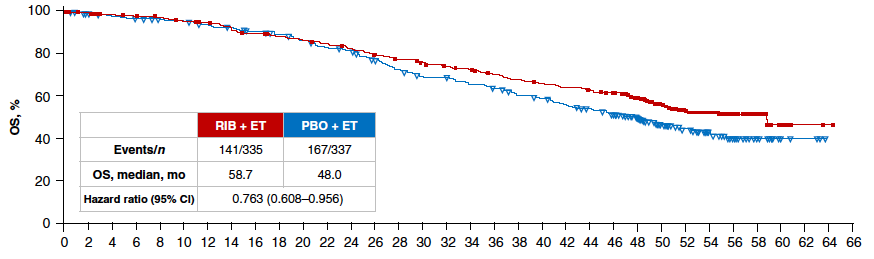 100
80
60
40
20
0
OS, %
RIB + ET PBO + ET
Events/n 141/335 167/337
OS, median, mo 58.7 48.0
Hazard ratio (95% CI) 0.763 (0.608–0.956)
0 2 4 6 8 10 12 14 16 18 20 22 24 26 28 30 32 34 36 38 40 42 44 46 48 50 52 54 56 58 60 62 64 66